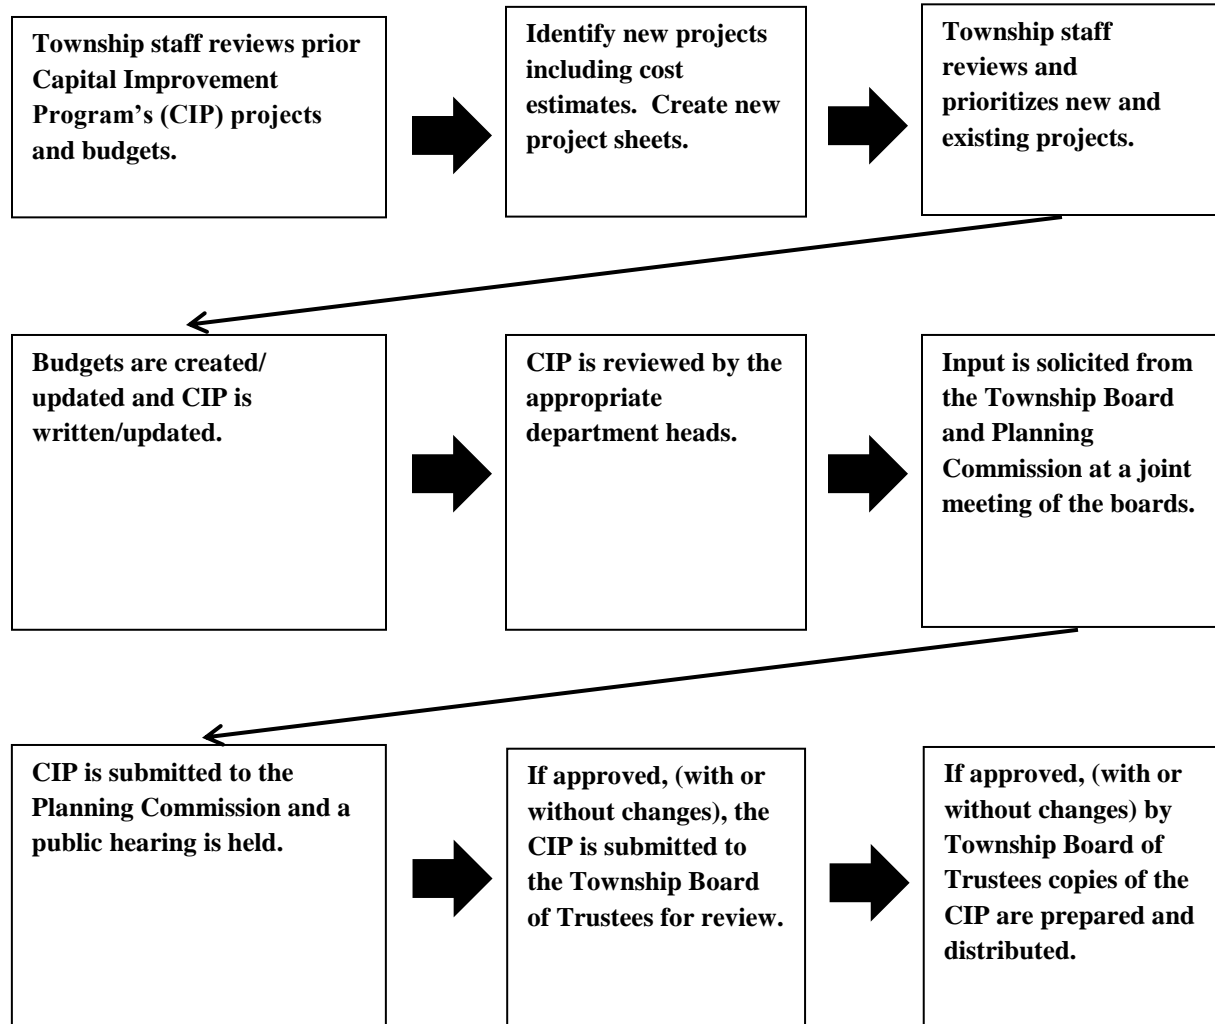 Township staff reviews prior
Capital Improvement
Program’s (CIP) projects
and budgets.
Identify new projects
including cost
estimates.  Create new
project sheets.
Township staff
reviews and
prioritizes new and
existing projects.
Budgets are created/
updated and CIP is
written/updated.
CIP is reviewed by the
appropriate
department heads.
Input is solicited from
the Township Board
and Planning
Commission at a joint
meeting of the boards.
CIP is submitted to the
Planning Commission and a
public hearing is held.
If approved, (with or
without changes), the
CIP is submitted to
the Township Board
of Trustees for review.
If approved, (with or
without changes) by
Township Board of
Trustees copies of the
CIP are prepared and
distributed.